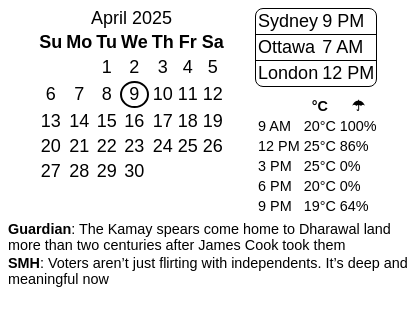 April 2025
Su Mo Tu We Th Fr Sa
1 2 3 4 5
6 7 8 9 10 11 12
13 14 15 16 17 18 19
20 21 22 23 24 25 26
27 28 29 30
Sydney 9 PM
Ottawa 7 AM
London 12 PM
°C ☂
9 AM 20°C 100%
12 PM 25°C 86%
3 PM 25°C 0%
6 PM 20°C 0%
9 PM 19°C 64%
Guardian: The Kamay spears come home to Dharawal land
more than two centuries after James Cook took them
SMH: Voters aren’t just flirting with independents. It’s deep and
meaningful now